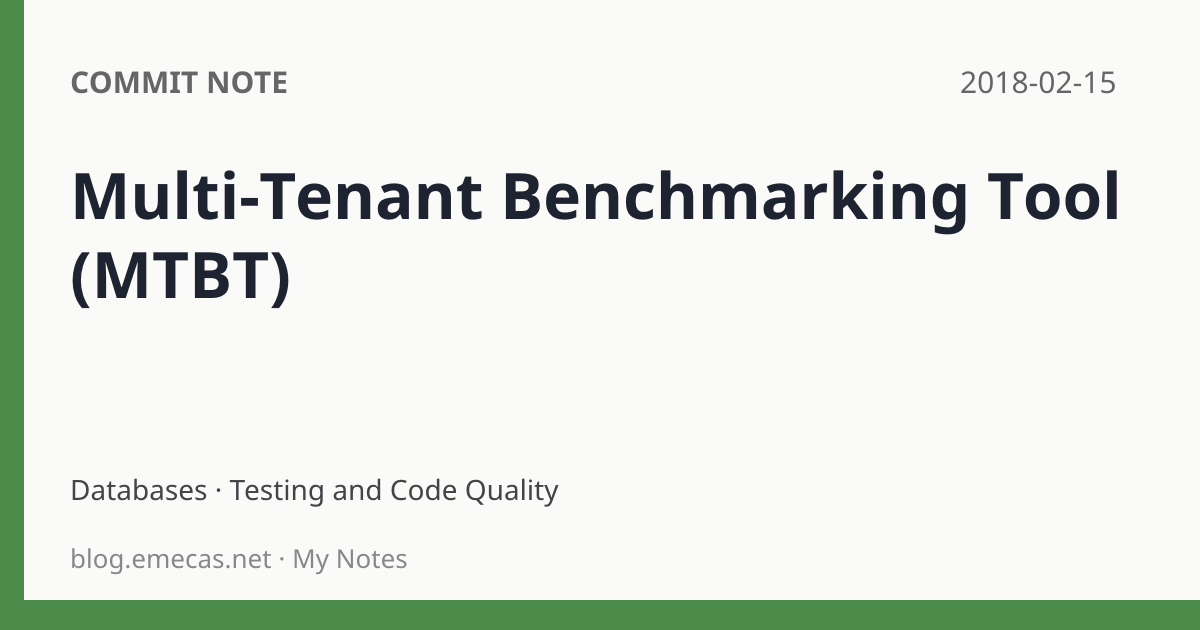 COMMIT NOTE
2018-02-15
Multi-Tenant Benchmarking Tool
(MTBT)
Databases · Testing and Code Quality
blog.emecas.net · My Notes